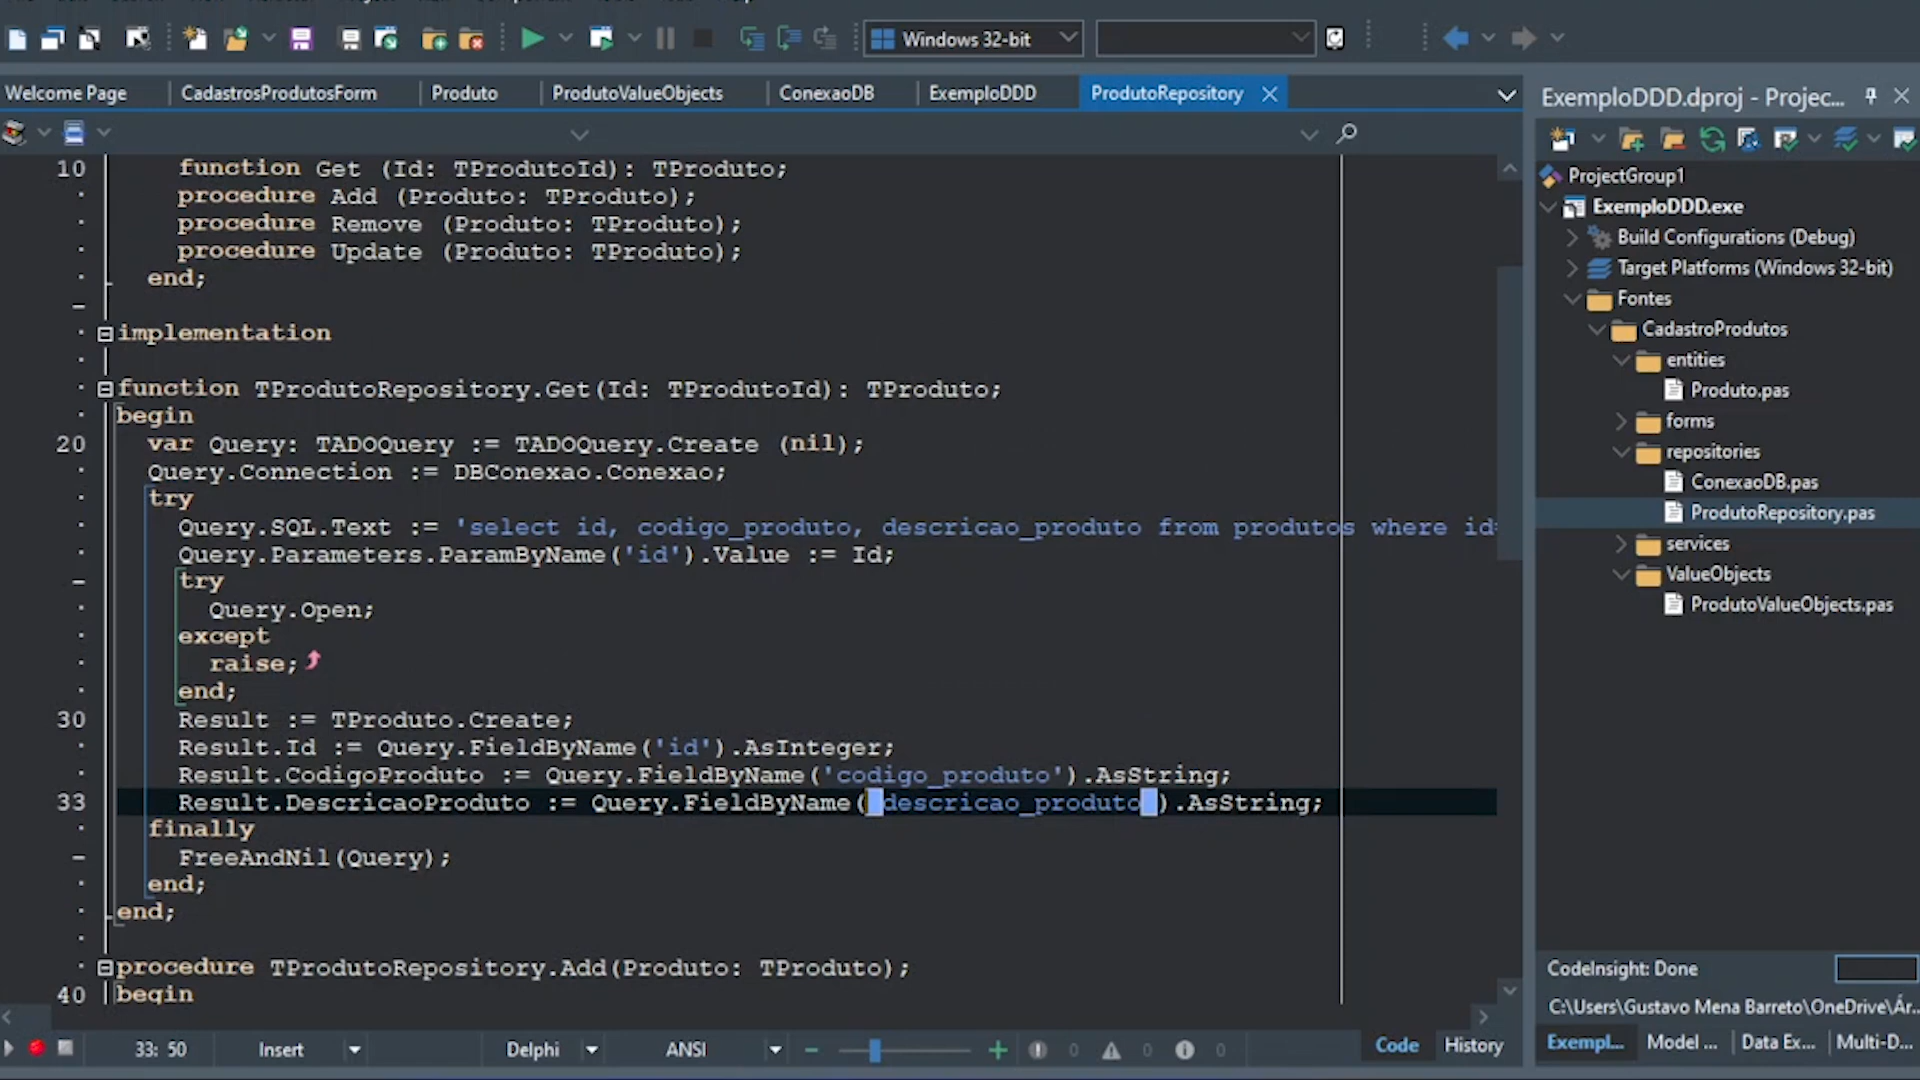 Windows 32-bit
Welcome Page
CadastrosProdutosForm
Produto
ProdutoValueObjects
ConexaoDB
ExemploDDD
ProdutoRepository
10 function Get (Id: TProdutoId): TProduto;
procedure Add (Produto: TProduto);
procedure Remove (Produto: TProduto);
procedure Update (Produto: TProduto);
end;
implementation
function TProdutoRepository.Get(Id: TProdutoId): TProduto;
begin
20 var Query: TADOQuery := TADOQuery.Create (nil);
Query.Connection := DBConexao.Conexao;
try
Query.SQL.Text := 'select id, codigo_produto, descricao_produto from produtos where id=
Query.Parameters.ParamByName('id').Value := Id;
try
Query.Open;
except
raise;
end;
30 Result := TProduto.Create;
Result.Id := Query.FieldByName('id').AsInteger;
Result.CodigoProduto := Query.FieldByName('codigo_produto').AsString;
33 Result.DescricaoProduto := Query.FieldByName('descricao_produto').AsString;
finally
FreeAndNil(Query);
end;
end;
procedure TProdutoRepository.Add(Produto: TProduto);
40 begin
33: 50
Insert
Delphi
ANSI
0
0
0
Code
History
ExemploDDD.dproj - Projec...
ProjectGroup1
ExemploDDD.exe
Build Configurations (Debug)
Target Platforms (Windows 32-bit)
Fontes
CadastroProdutos
entities
Produto.pas
forms
repositories
ConexaoDB.pas
ProdutoRepository.pas
services
ValueObjects
ProdutoValueObjects.pas
CodeInsight: Done
C:\Users\Gustavo Mena Barreto\OneDrive\Ár...
Exempl...
Model ...
Data Ex...
Multi-D...